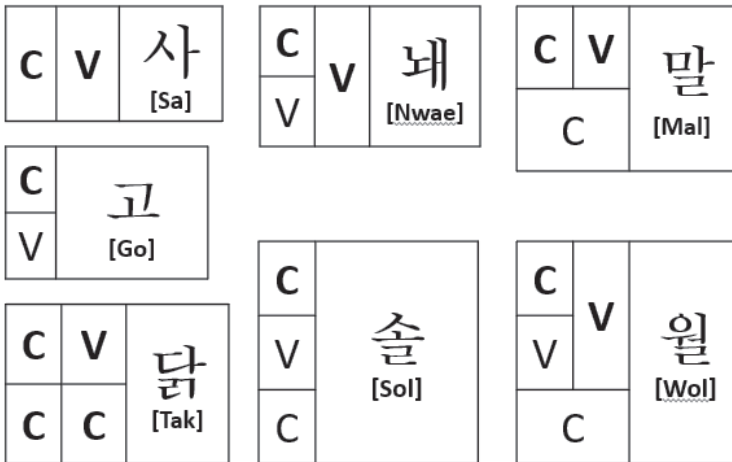 C V 사
[Sa]
C
V V 놰
[Nwae]
C V 말
C [Mal]
C
V 고
[Go]
C V 닭
C C [Tak]
C
V 솔
C [Sol]
C
V V 월
C [Wol]